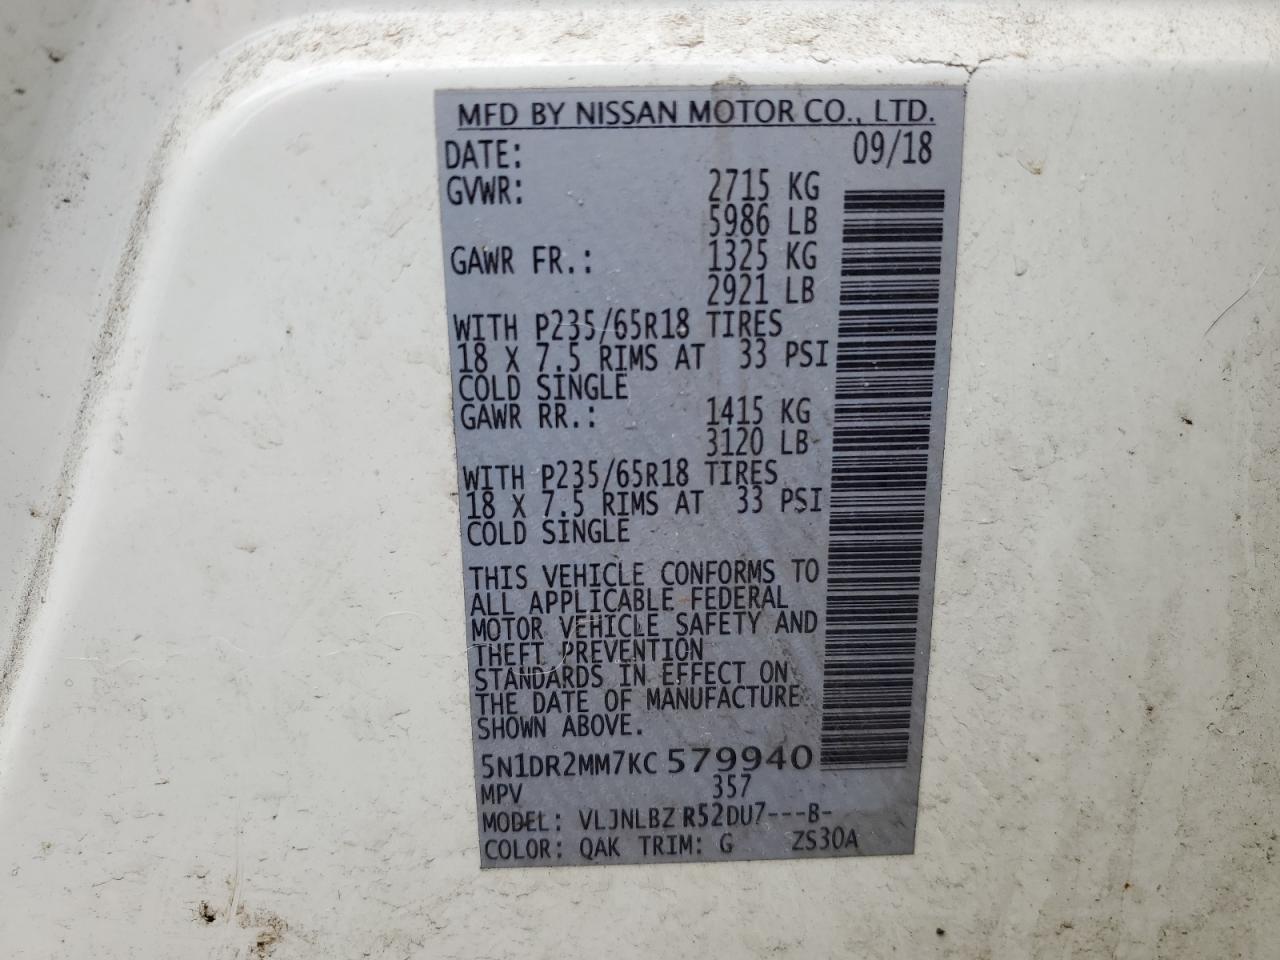 MFD BY NISSAN MOTOR CO., LTD.
DATE: 09/18
GVWR: 2715 KG
5986 LB
GAWR FR.: 1325 KG
2921 LB
WITH P235/65R18 TIRES
18 X 7.5 RIMS AT 33 PSI
COLD SINGLE
GAWR RR.: 1415 KG
3120 LB
WITH P235/65R18 TIRES
18 X 7.5 RIMS AT 33 PSI
COLD SINGLE
THIS VEHICLE CONFORMS TO
ALL APPLICABLE FEDERAL
MOTOR VEHICLE SAFETY AND
THEFT PREVENTION
STANDARDS IN EFFECT ON
THE DATE OF MANUFACTURE
SHOWN ABOVE.
5N1DR2MM7KC579940
MPV 357
MODEL: VLJNLBZ R52DU7---B-
COLOR: QAK TRIM: G ZS30A